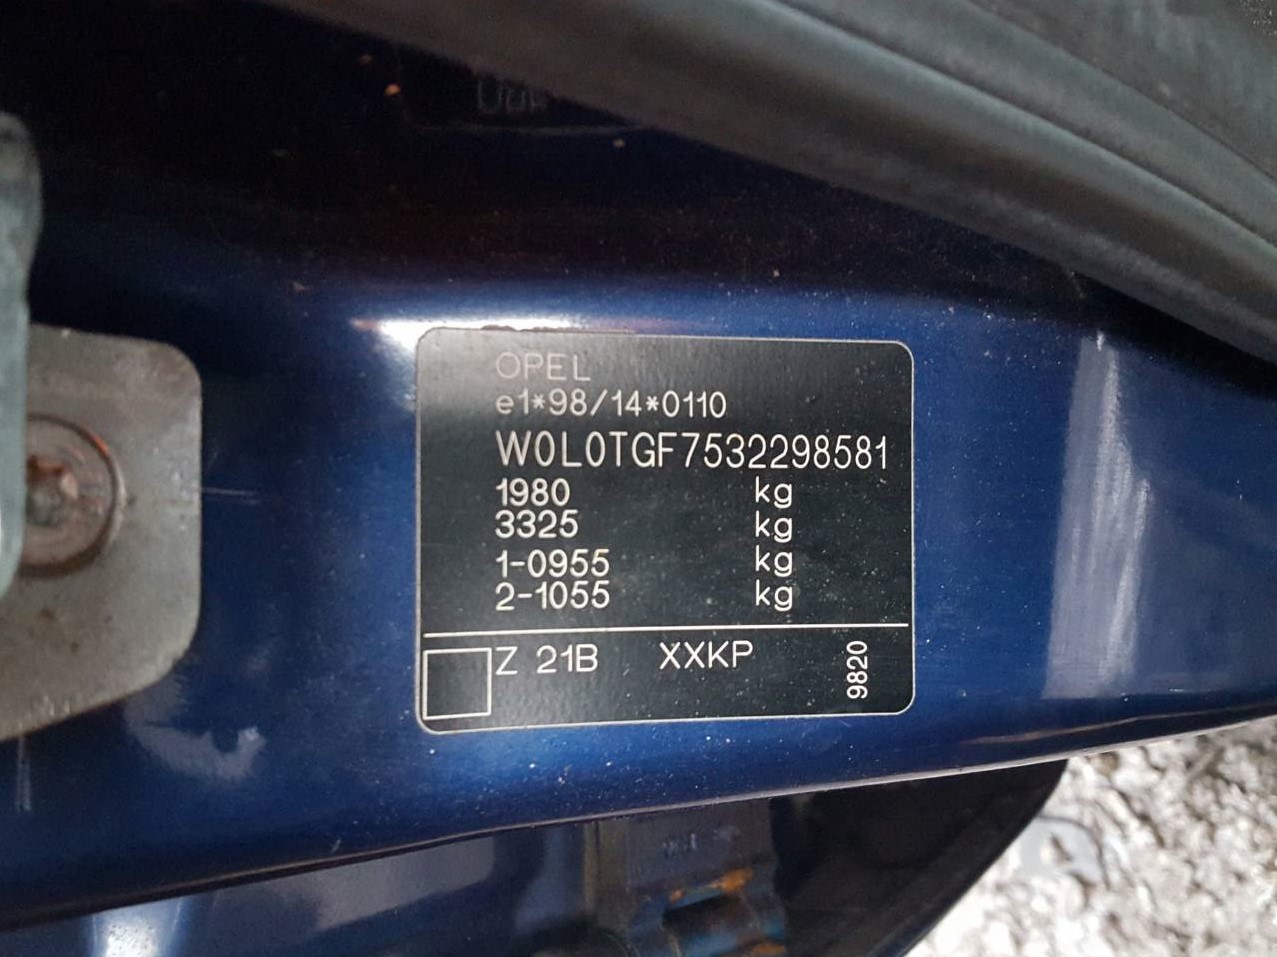 OPEL
e1*98/14*0110
W0L0TGF7532298581
1980 kg
3325 kg
1-0955 kg
2-1055 kg
Z 21B XXKP 9820